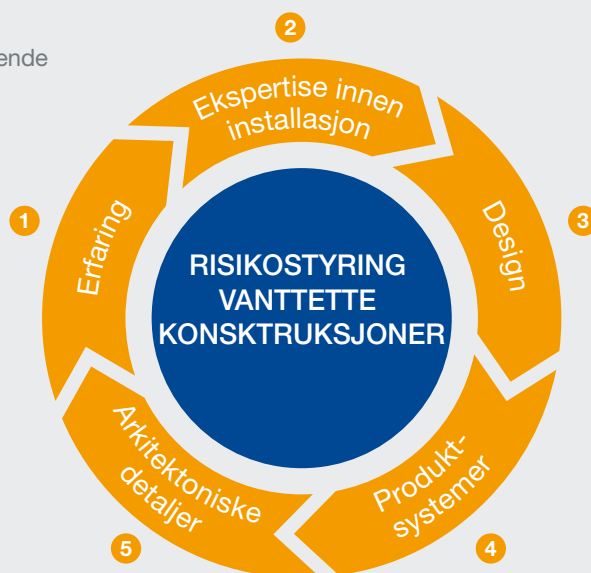 ende
2
Ekspertise innen
installasjon
1
Erfaring
3
Design
RISIKOSTYRING
VANTTETTE
KONSKTRUKSJONER
Produkt-
systemer
4
Arkitektoniske
detaljer
5